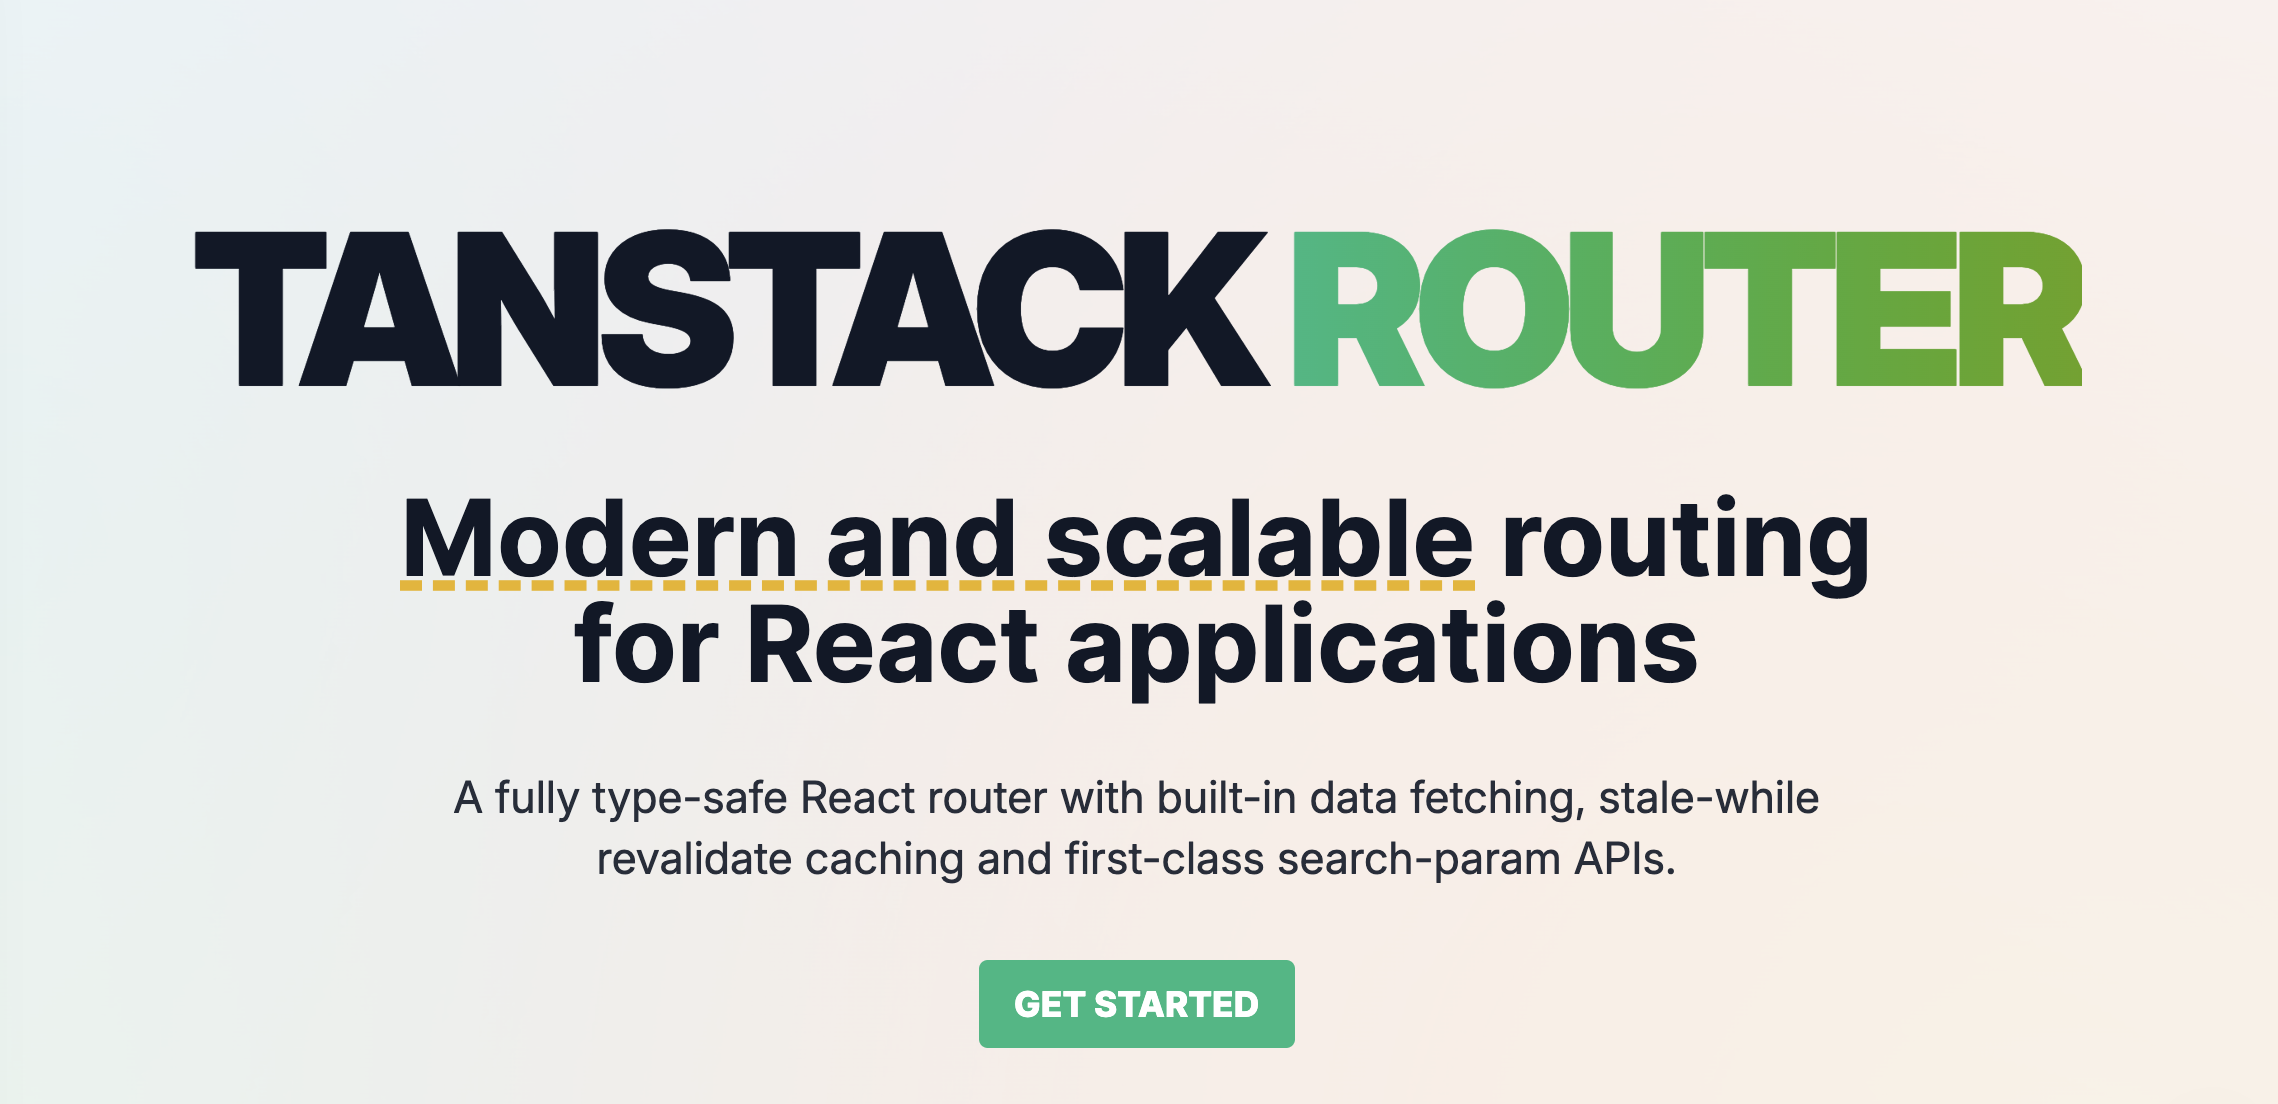 TANSTACK ROUTER
Modern and scalable routing
for React applications
A fully type-safe React router with built-in data fetching, stale-while
revalidate caching and first-class search-param APIs.
GET STARTED